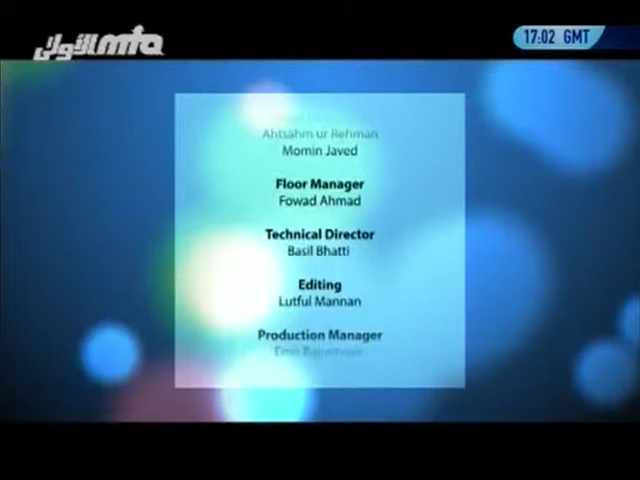 mta الأولى
17:02 GMT
Ahtsahm ur Rehman
Momin Javed
Floor Manager
Fowad Ahmad
Technical Director
Basil Bhatti
Editing
Lutful Mannan
Production Manager